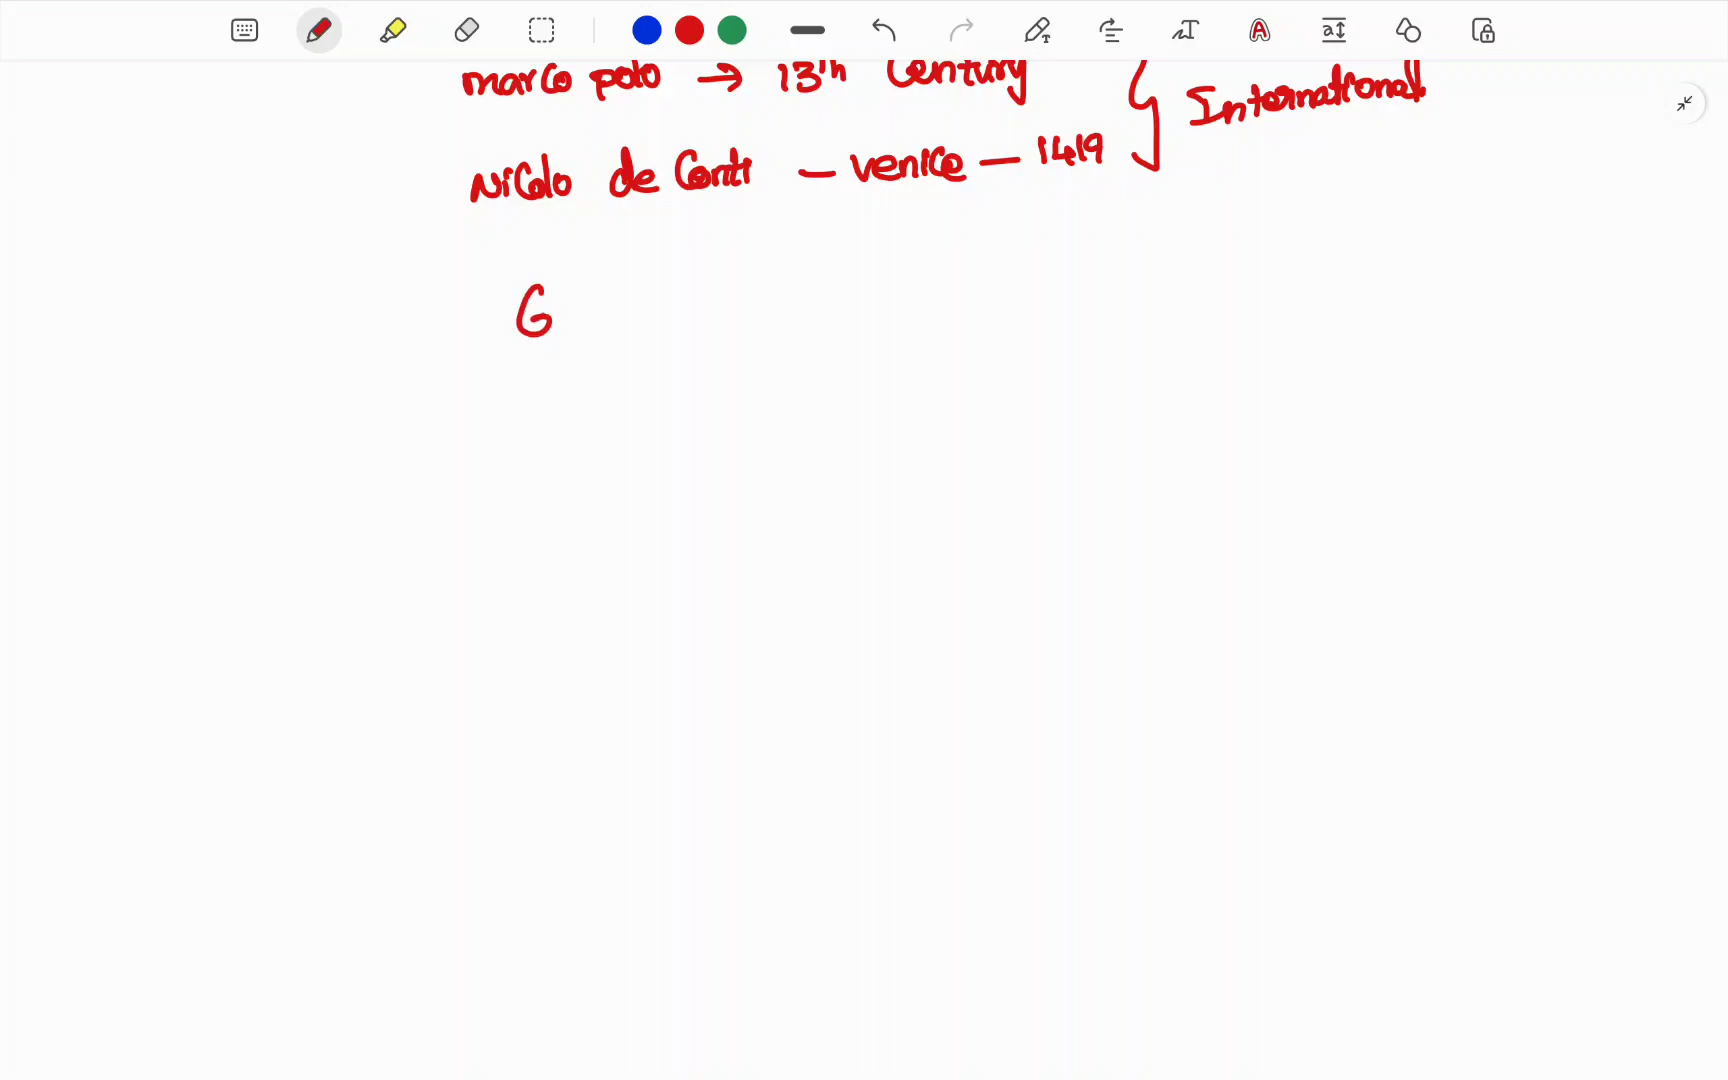 marco polo → 13th Century } International
Nicolo de Conti - Venice - 1419
G